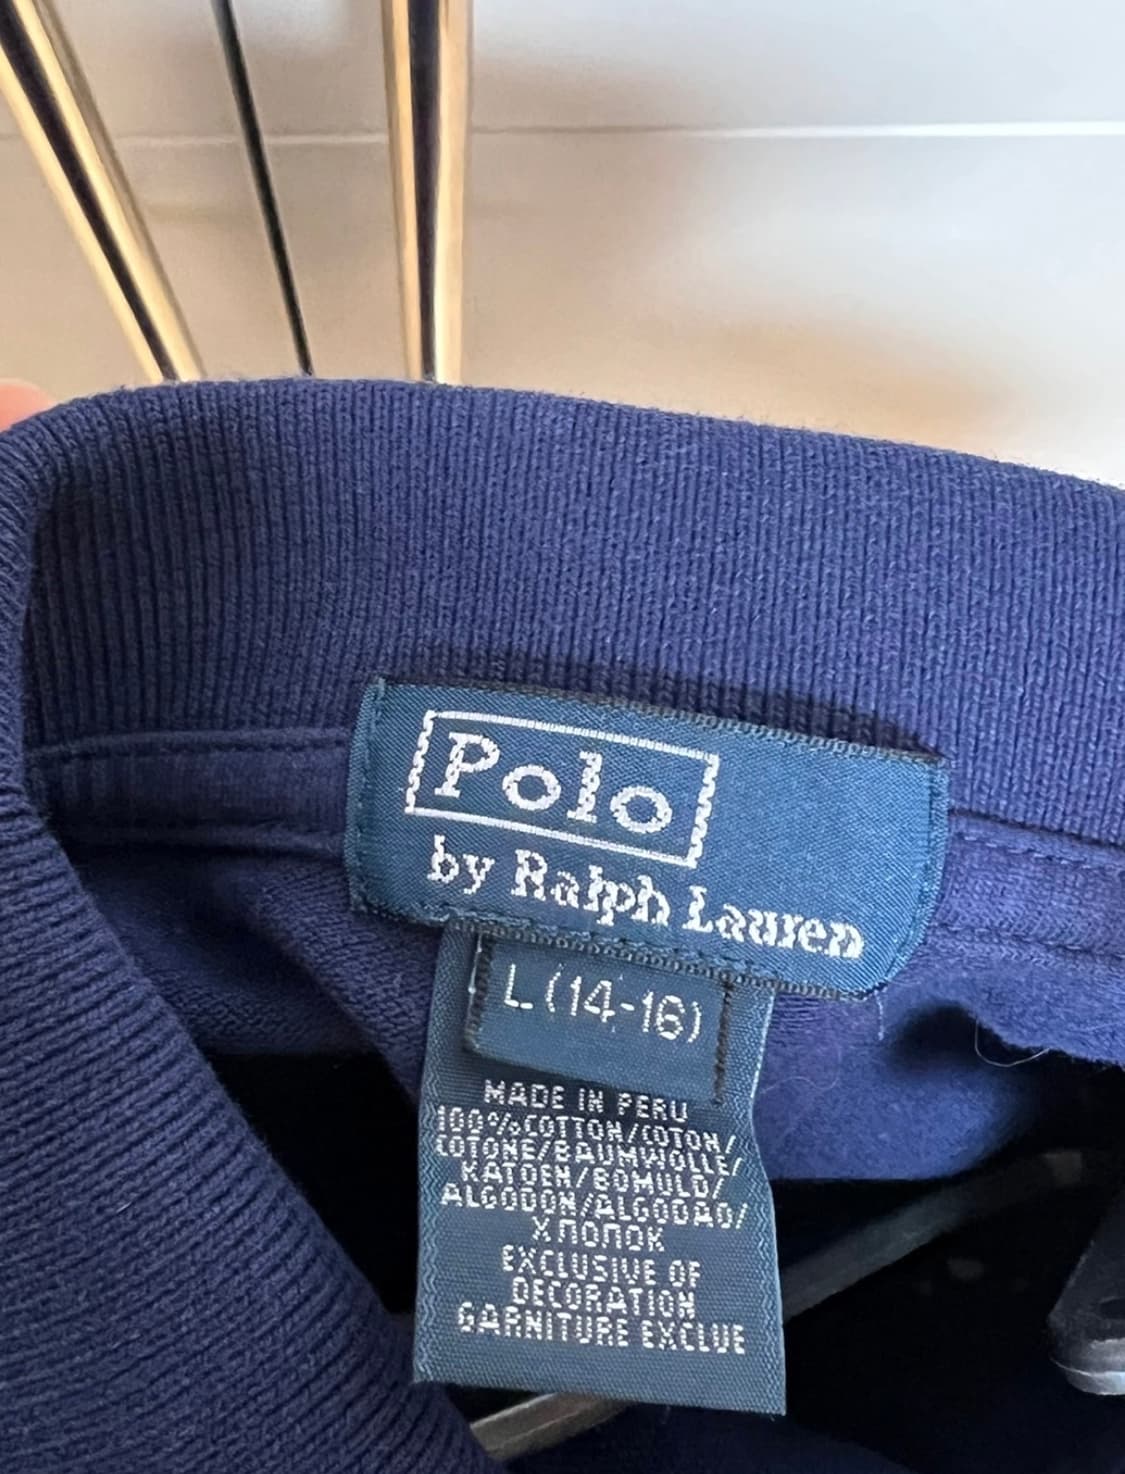 Polo
by Ralph Lauren
L (14-16)
MADE IN PERU
100%COTTON/COTON/
COTONE/BAUMWOLLE/
KATOEN/BOMULD/
ALGODON/ALGODAO/
ХЛОПОК
EXCLUSIVE OF
DECORATION
GARNITURE EXCLUE